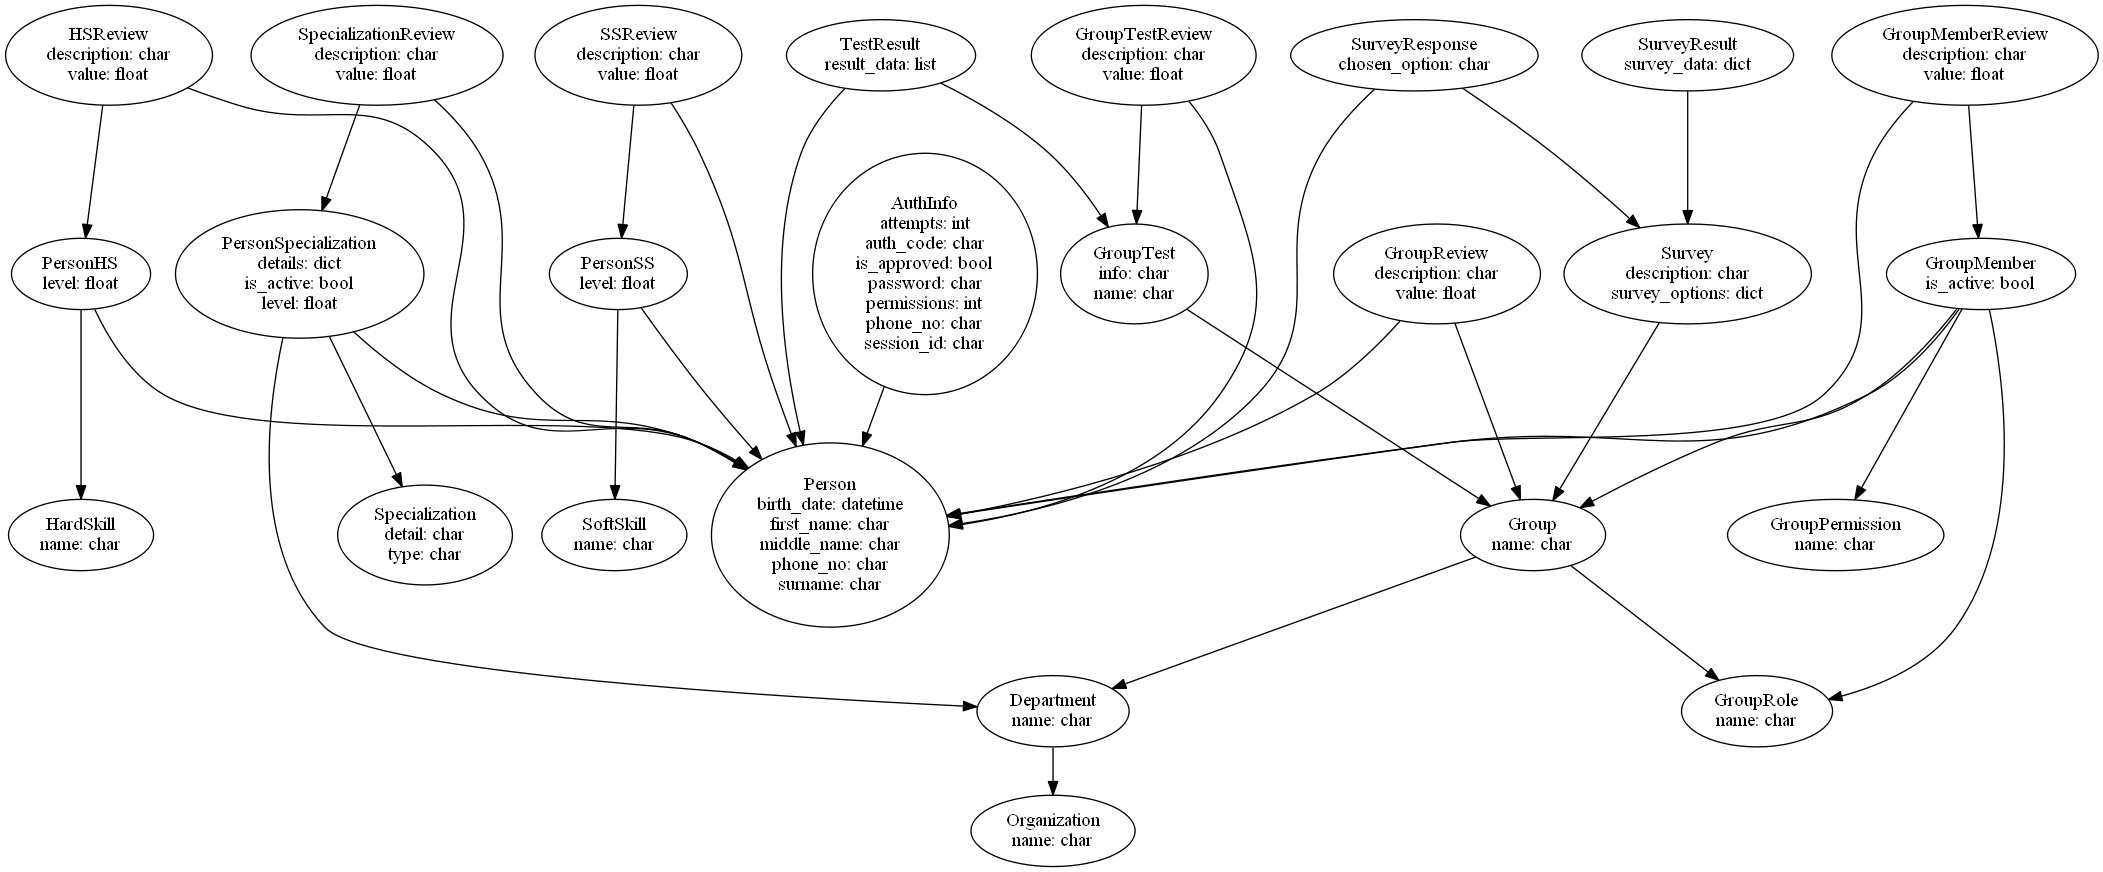 HSReview
description: char
value: float
SpecializationReview
description: char
value: float
SSReview
description: char
value: float
TestResult
result_data: list
GroupTestReview
description: char
value: float
SurveyResponse
chosen_option: char
SurveyResult
survey_data: dict
GroupMemberReview
description: char
value: float
PersonHS
level: float
PersonSpecialization
details: dict
is_active: bool
level: float
PersonSS
level: float
AuthInfo
attempts: int
auth_code: char
is_approved: bool
password: char
permissions: int
phone_no: char
session_id: char
GroupTest
info: char
name: char
GroupReview
description: char
value: float
Survey
description: char
survey_options: dict
GroupMember
is_active: bool
HardSkill
name: char
Specialization
detail: char
type: char
SoftSkill
name: char
Person
birth_date: datetime
first_name: char
middle_name: char
phone_no: char
surname: char
Group
name: char
GroupPermission
name: char
Department
name: char
GroupRole
name: char
Organization
name: char